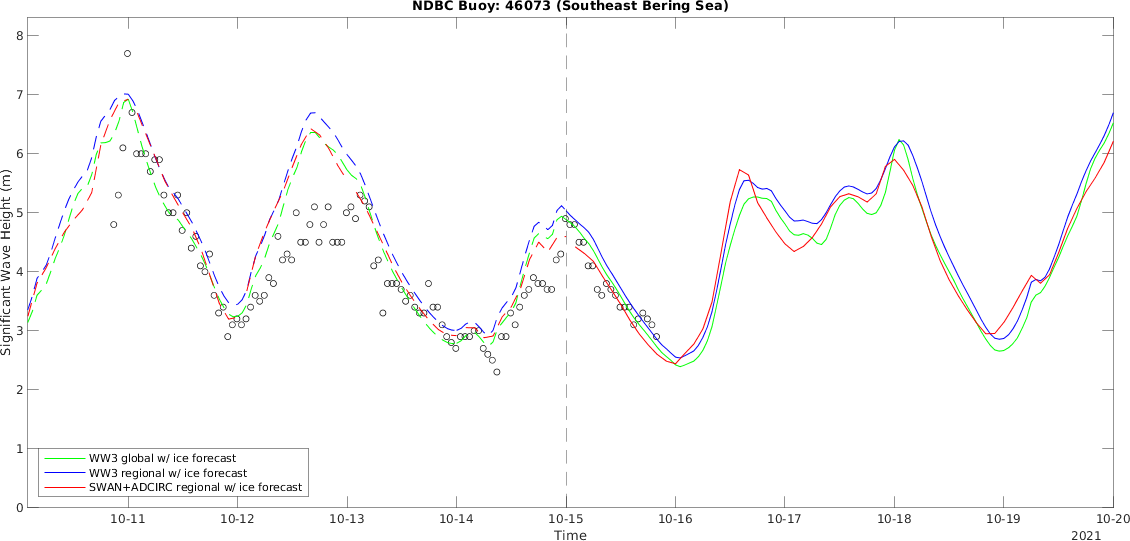 NDBC Buoy: 46073 (Southeast Bering Sea)
8
7
6
5
4
3
2
1
0
Significant Wave Height (m)
WW3 global w/ ice forecast
WW3 regional w/ ice forecast
SWAN+ADCIRC regional w/ ice forecast
10-11 10-12 10-13 10-14 10-15 10-16 10-17 10-18 10-19 10-20
Time
2021